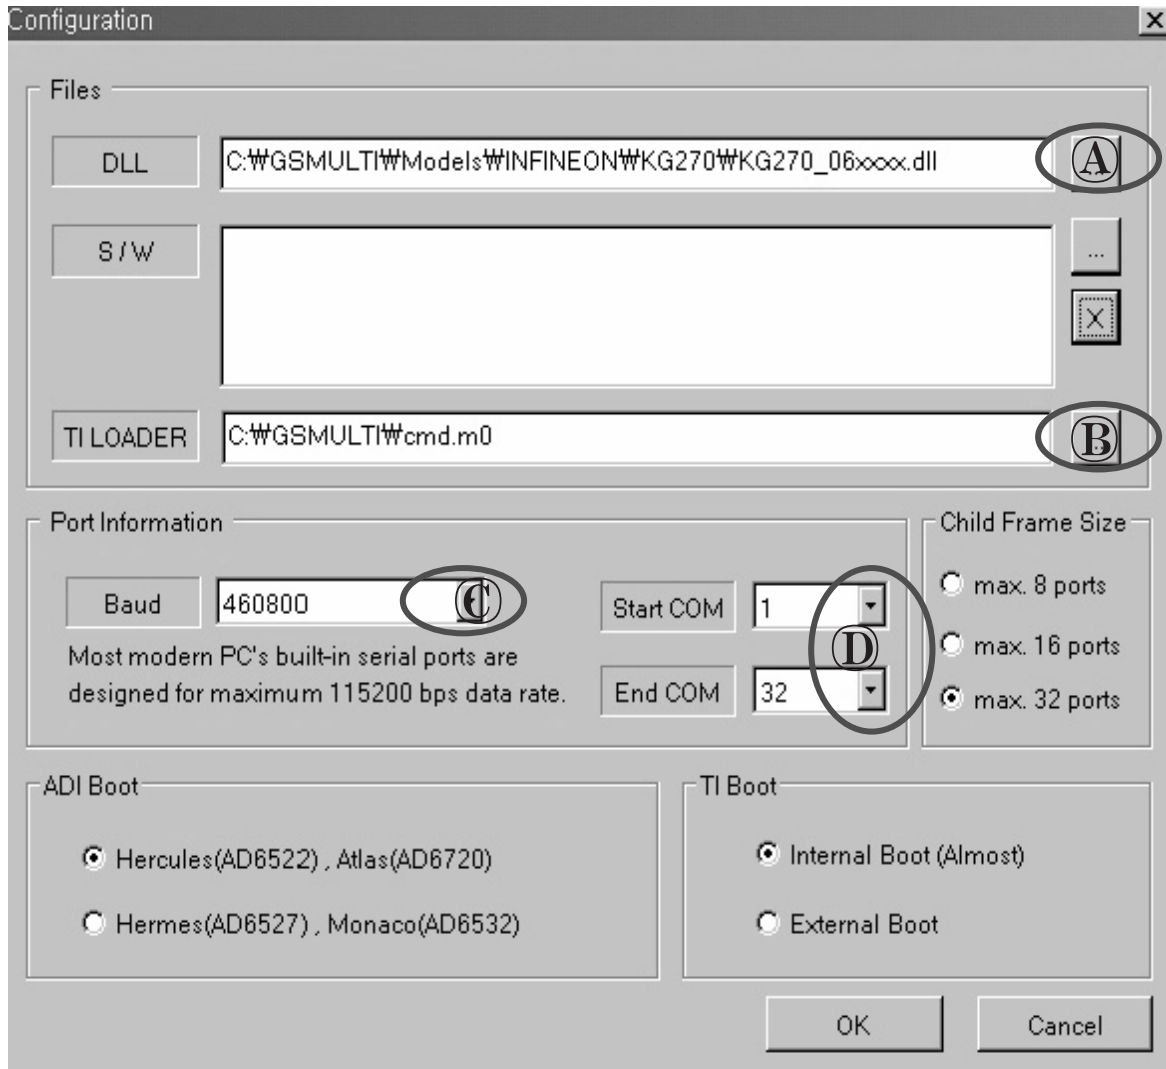 Configuration
Files
DLL
C:₩GSMULTI₩Models₩INFINEON₩KG270₩KG270_06xxxx.dll
Ⓐ
S / W
...
X
TI LOADER
C:₩GSMULTI₩cmd.m0
Ⓑ
Port Information
Baud
460800
Ⓒ
Most modern PC's built-in serial ports are
designed for maximum 115200 bps data rate.
Start COM
1
Ⓓ
End COM
32
Child Frame Size
max. 8 ports
max. 16 ports
max. 32 ports
ADI Boot
Hercules(AD6522) , Atlas(AD6720)
Hermes(AD6527) , Monaco(AD6532)
TI Boot
Internal Boot (Almost)
External Boot
OK
Cancel